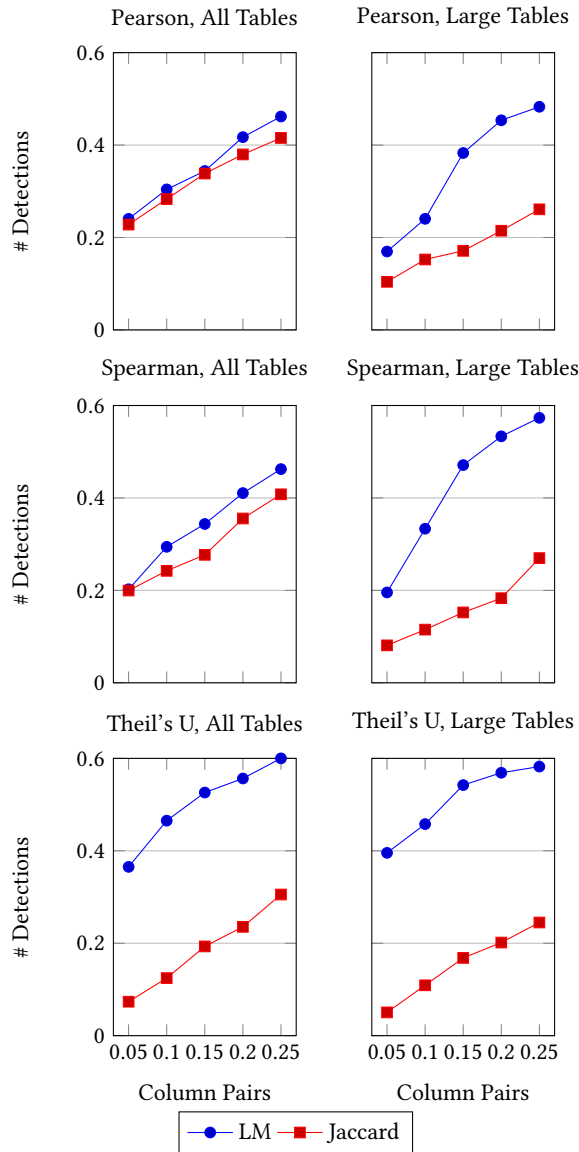 Pearson, All Tables
Pearson, Large Tables
0.6
0.4
0.2
0
# Detections
Spearman, All Tables
Spearman, Large Tables
0.6
0.4
0.2
0
# Detections
Theil's U, All Tables
Theil's U, Large Tables
0.6
0.4
0.2
0
# Detections
0.05 0.1 0.15 0.2 0.25
0.05 0.1 0.15 0.2 0.25
Column Pairs
Column Pairs
LM Jaccard